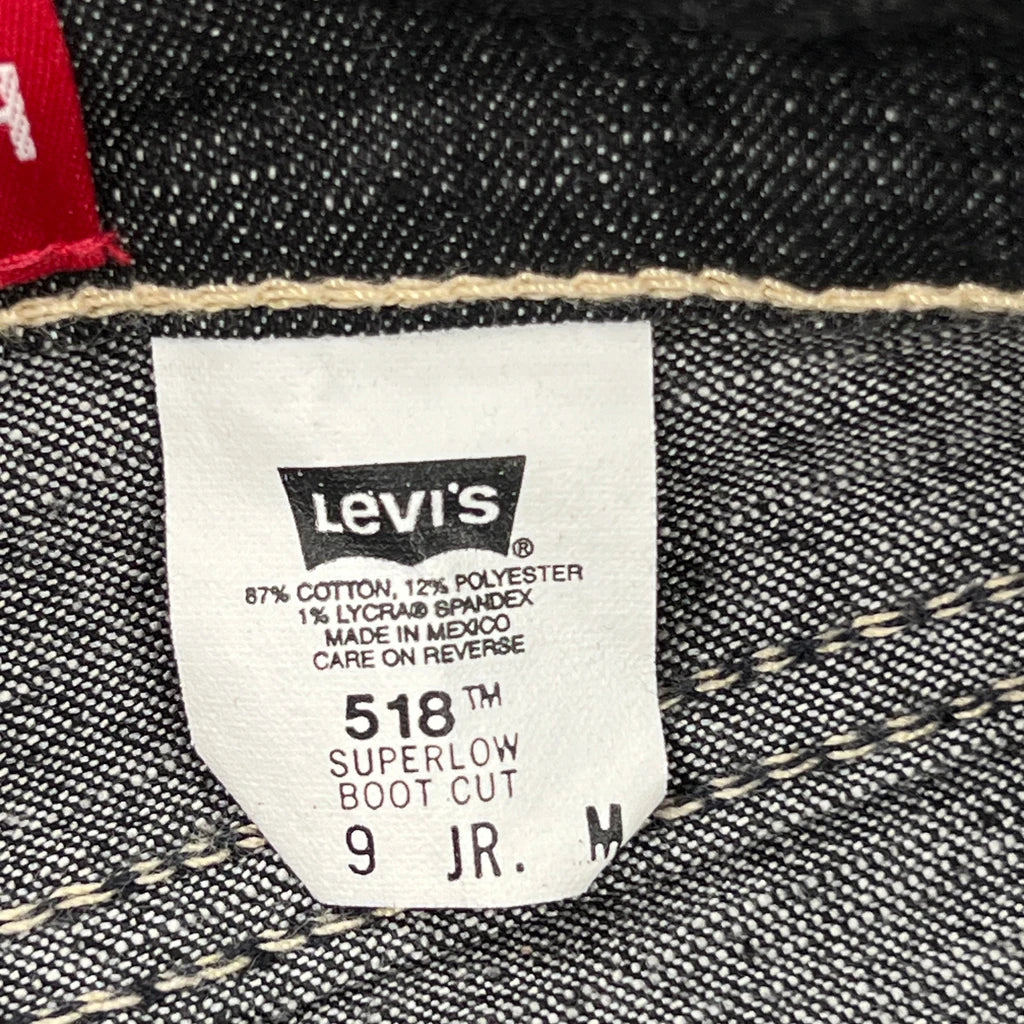 Levi's®
87% COTTON, 12% POLYESTER
1% LYCRA® SPANDEX
MADE IN MEXICO
CARE ON REVERSE
518™
SUPERLOW
BOOT CUT
9 JR. M